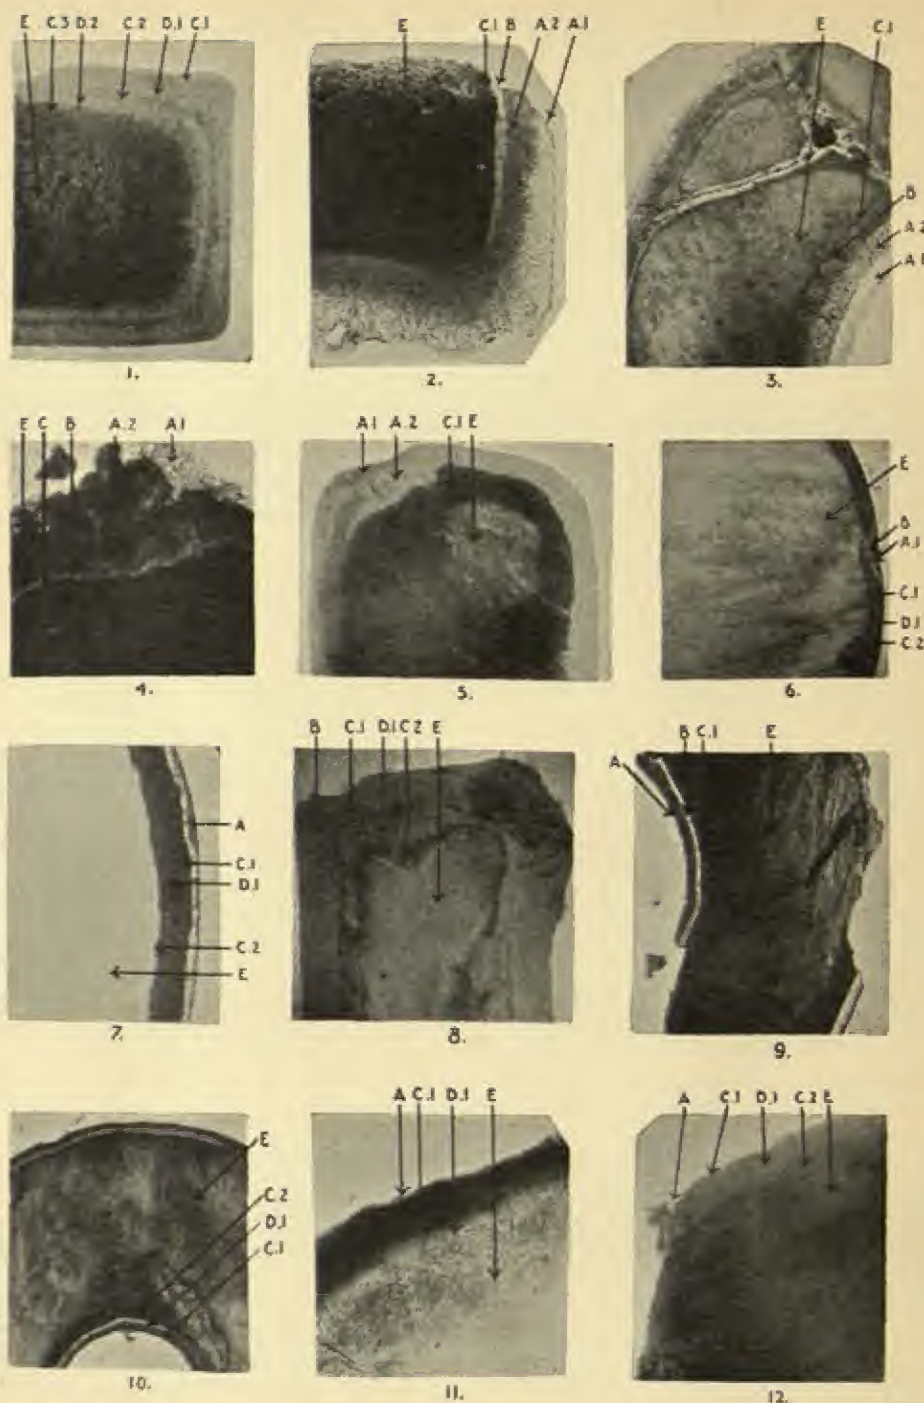 E C.3 D.2 C.2 D.1 C.1
E C.1 B A.2 A.1
E C.1
B
A.2
A.1
1.
2.
3.
E C B A.2 A.1
A.1 A.2 C.1 E
E
B
A.1
C.1
D.1
C.2
4.
5.
6.
A
C.1
D.1
C.2
E
B C.1 D.1 C.2 E
A B C.1 E
7.
8.
9.
E
C.2
D.1
C.1
A C.1 D.1 E
A C.1 D.1 C.2 E
10.
11.
12.